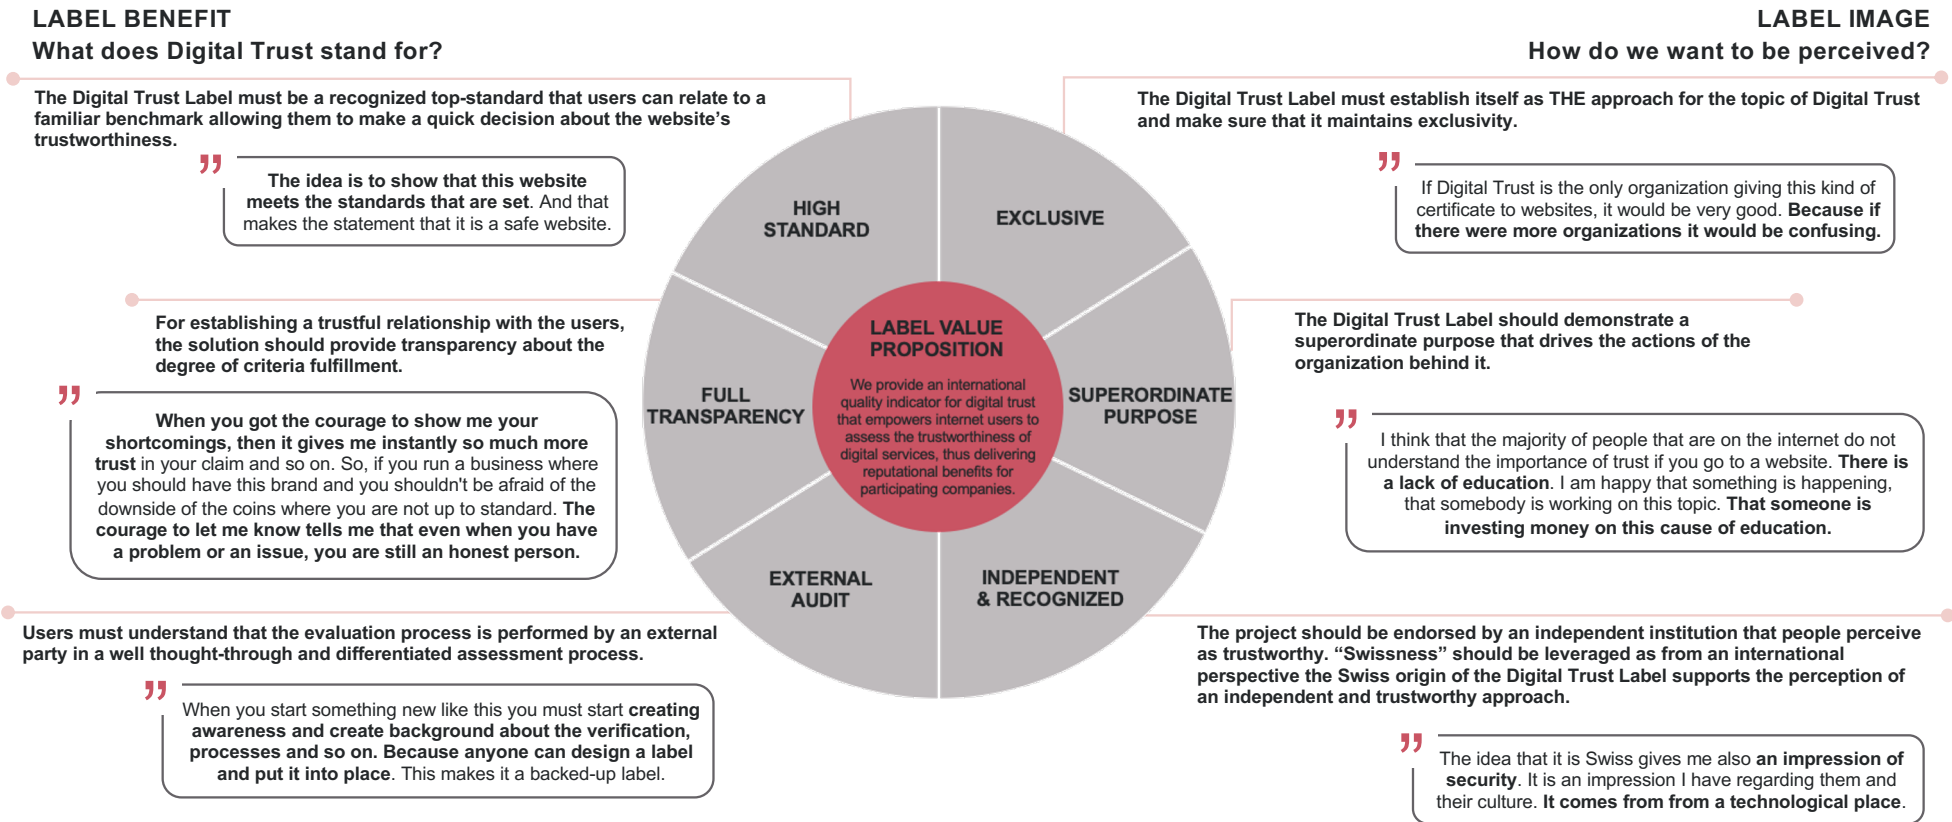 LABEL BENEFIT
What does Digital Trust stand for?
The Digital Trust Label must be a recognized top-standard that users can relate to a
familiar benchmark allowing them to make a quick decision about the website's
trustworthiness.
”
The idea is to show that this website
meets the standards that are set. And that
makes the statement that it is a safe website.
For establishing a trustful relationship with the users,
the solution should provide transparency about the
degree of criteria fulfillment.
”
When you got the courage to show me your
shortcomings, then it gives me instantly so much more
trust in your claim and so on. So, if you run a business where
you should have this brand and you shouldn't be afraid of the
downside of the coins where you are not up to standard. The
courage to let me know tells me that even when you have
a problem or an issue, you are still an honest person.
Users must understand that the evaluation process is performed by an external
party in a well thought-through and differentiated assessment process.
”
When you start something new like this you must start creating
awareness and create background about the verification,
processes and so on. Because anyone can design a label
and put it into place. This makes it a backed-up label.
HIGH
STANDARD
EXCLUSIVE
FULL
TRANSPARENCY
LABEL VALUE
PROPOSITION
We provide an international
quality indicator for digital trust
that empowers internet users to
assess the trustworthiness of
digital services, thus delivering
reputational benefits for
participating companies.
SUPERORDINATE
PURPOSE
EXTERNAL
AUDIT
INDEPENDENT
& RECOGNIZED
LABEL IMAGE
How do we want to be perceived?
The Digital Trust Label must establish itself as THE approach for the topic of Digital Trust
and make sure that it maintains exclusivity.
”
If Digital Trust is the only organization giving this kind of
certificate to websites, it would be very good. Because if
there were more organizations it would be confusing.
The Digital Trust Label should demonstrate a
superordinate purpose that drives the actions of the
organization behind it.
”
I think that the majority of people that are on the internet do not
understand the importance of trust if you go to a website. There is
a lack of education. I am happy that something is happening,
that somebody is working on this topic. That someone is
investing money on this cause of education.
The project should be endorsed by an independent institution that people perceive
as trustworthy. “Swissness” should be leveraged as from an international
perspective the Swiss origin of the Digital Trust Label supports the perception of
an independent and trustworthy approach.
”
The idea that it is Swiss gives me also an impression of
security. It is an impression I have regarding them and
their culture. It comes from from a technological place.